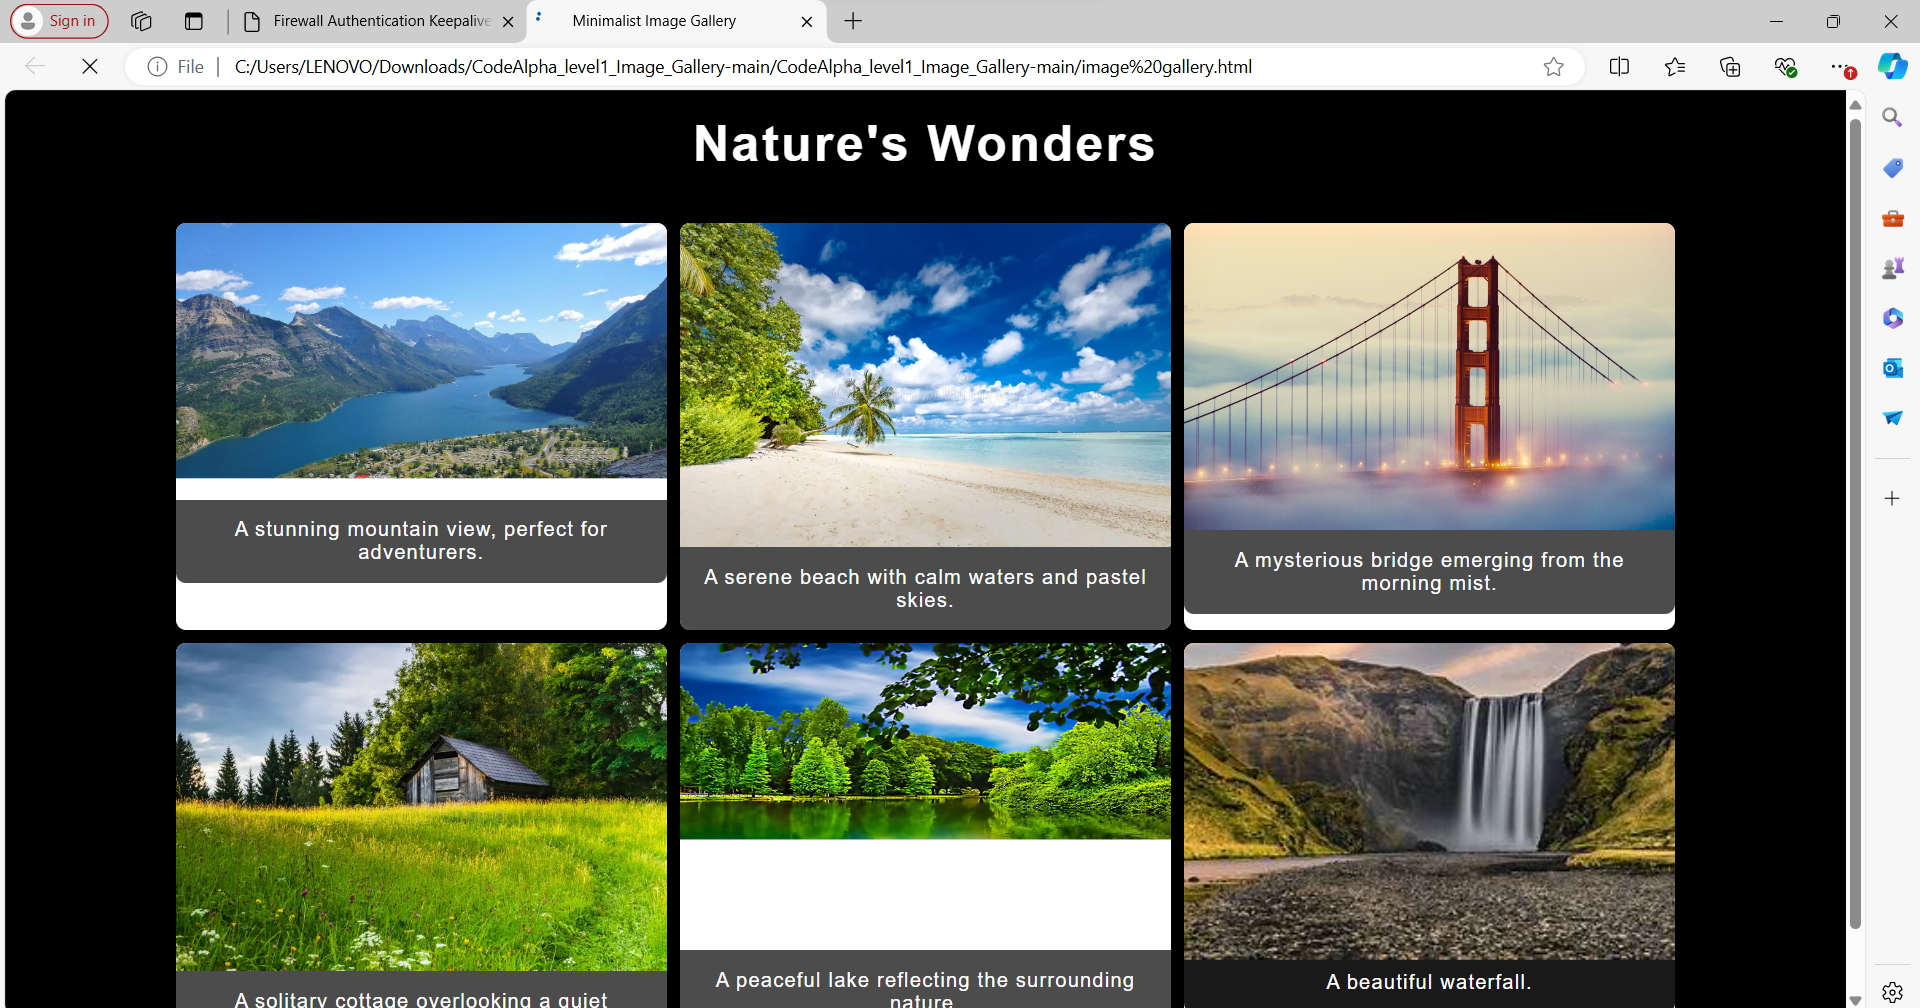 Sign in
Firewall Authentication Keepalive
Minimalist Image Gallery
File
C:/Users/LENOVO/Downloads/CodeAlpha_level1_Image_Gallery-main/CodeAlpha_level1_Image_Gallery-main/image%20gallery.html
Nature's Wonders
A stunning mountain view, perfect for
adventurers.
A serene beach with calm waters and pastel
skies.
A mysterious bridge emerging from the
morning mist.
A solitary cottage overlooking a quiet
A peaceful lake reflecting the surrounding
nature
A beautiful waterfall.